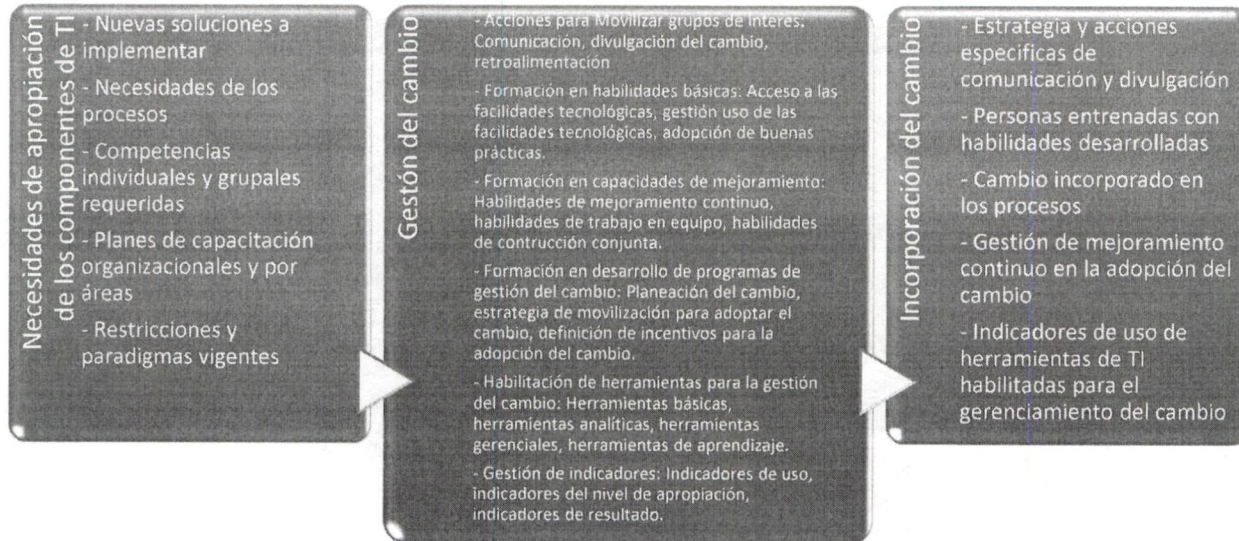 Necesidades de apropiación
de los componentes de TI
- Nuevas soluciones a
implementar
- Necesidades de los
procesos
- Competencias
individuales y grupales
requeridas
- Planes de capacitación
organizacionales y por
áreas
- Restricciones y
paradigmas vigentes
Gestón del cambio
- Acciones para Movilizar grupos de interés:
Comunicación, divulgación del cambio,
retroalimentación
- Formación en habilidades básicas: Acceso a las
facilidades tecnológicas, gestión uso de las
facilidades tecnológicas, adopción de buenas
prácticas.
- Formación en capacidades de mejoramiento:
Habilidades de mejoramiento continuo,
habilidades de trabajo en equipo, habilidades
de contrucción conjunta.
- Formación en desarrollo de programas de
gestión del cambio: Planeación del cambio,
estrategia de movilización para adoptar el
cambio, definición de incentivos para la
adopción del cambio.
- Habilitación de herramientas para la gestión
del cambio: Herramientas básicas,
herramientas analíticas, herramientas
gerenciales, herramientas de aprendizaje.
- Gestión de indicadores: Indicadores de uso,
indicadores del nivel de apropiación,
indicadores de resultado.
Incorporación del cambio
- Estrategia y acciones
especificas de
comunicación y divulgación
- Personas entrenadas con
habilidades desarrolladas
- Cambio incorporado en
los procesos
- Gestión de mejoramiento
continuo en la adopción del
cambio
- Indicadores de uso de
herramientas de TI
habilitadas para el
gerenciamiento del cambio